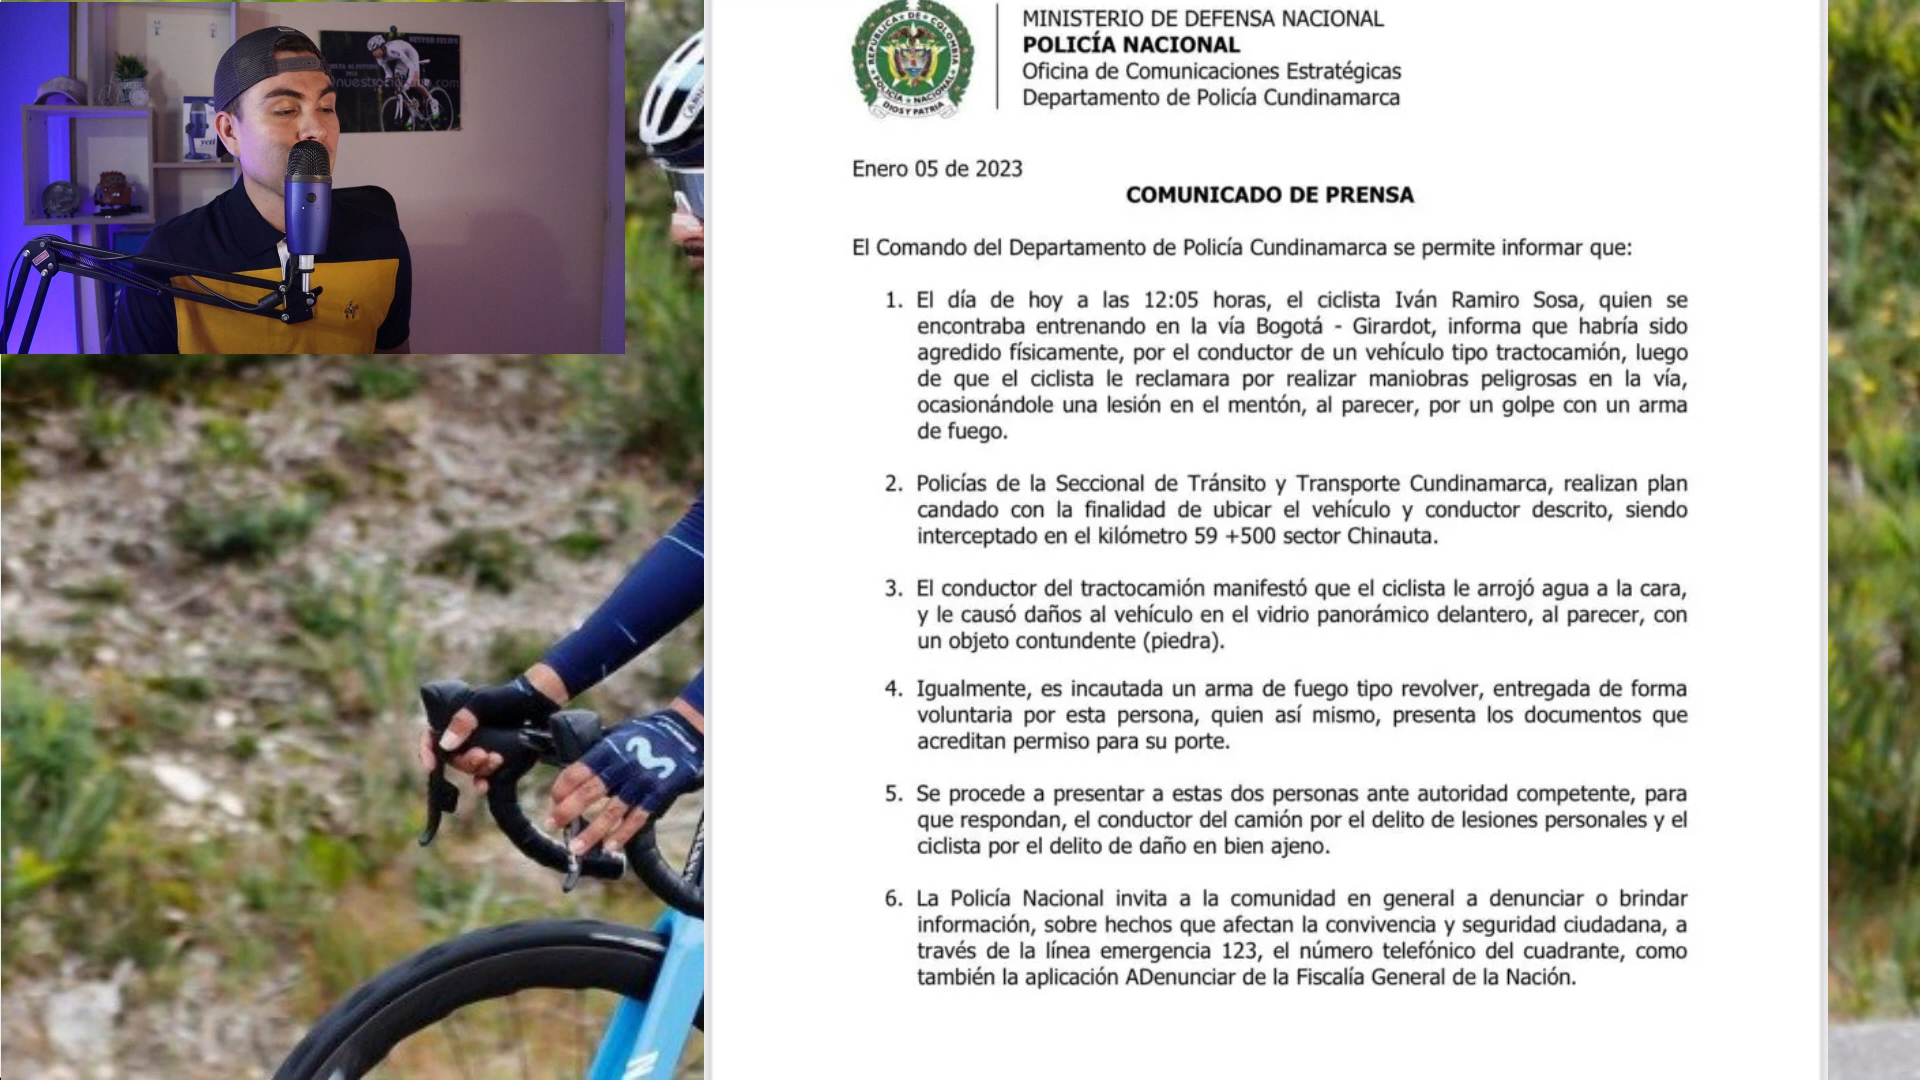 MINISTERIO DE DEFENSA NACIONAL
POLICÍA NACIONAL
Oficina de Comunicaciones Estratégicas
Departamento de Policía Cundinamarca
REPÚBLICA DE COLOMBIA
POLICÍA NACIONAL
DIOS Y PATRIA
Enero 05 de 2023
COMUNICADO DE PRENSA
El Comando del Departamento de Policía Cundinamarca se permite informar que:
1. El día de hoy a las 12:05 horas, el ciclista Iván Ramiro Sosa, quien se
encontraba entrenando en la vía Bogotá - Girardot, informa que habría sido
agredido físicamente, por el conductor de un vehículo tipo tractocamión, luego
de que el ciclista le reclamara por realizar maniobras peligrosas en la vía,
ocasionándole una lesión en el mentón, al parecer, por un golpe con un arma
de fuego.
2. Policías de la Seccional de Tránsito y Transporte Cundinamarca, realizan plan
candado con la finalidad de ubicar el vehículo y conductor descrito, siendo
interceptado en el kilómetro 59 +500 sector Chinauta.
3. El conductor del tractocamión manifestó que el ciclista le arrojó agua a la cara,
y le causó daños al vehículo en el vidrio panorámico delantero, al parecer, con
un objeto contundente (piedra).
4. Igualmente, es incautada un arma de fuego tipo revolver, entregada de forma
voluntaria por esta persona, quien así mismo, presenta los documentos que
acreditan permiso para su porte.
5. Se procede a presentar a estas dos personas ante autoridad competente, para
que respondan, el conductor del camión por el delito de lesiones personales y el
ciclista por el delito de daño en bien ajeno.
6. La Policía Nacional invita a la comunidad en general a denunciar o brindar
información, sobre hechos que afectan la convivencia y seguridad ciudadana, a
través de la línea emergencia 123, el número telefónico del cuadrante, como
también la aplicación ADenunciar de la Fiscalía General de la Nación.